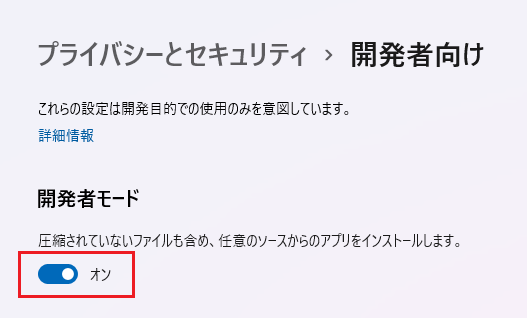 プライバシーとセキュリティ › 開発者向け
これらの設定は開発目的での使用のみを意図しています。
詳細情報
開発者モード
圧縮されていないファイルも含め、任意のソースからのアプリをインストールします。
オン